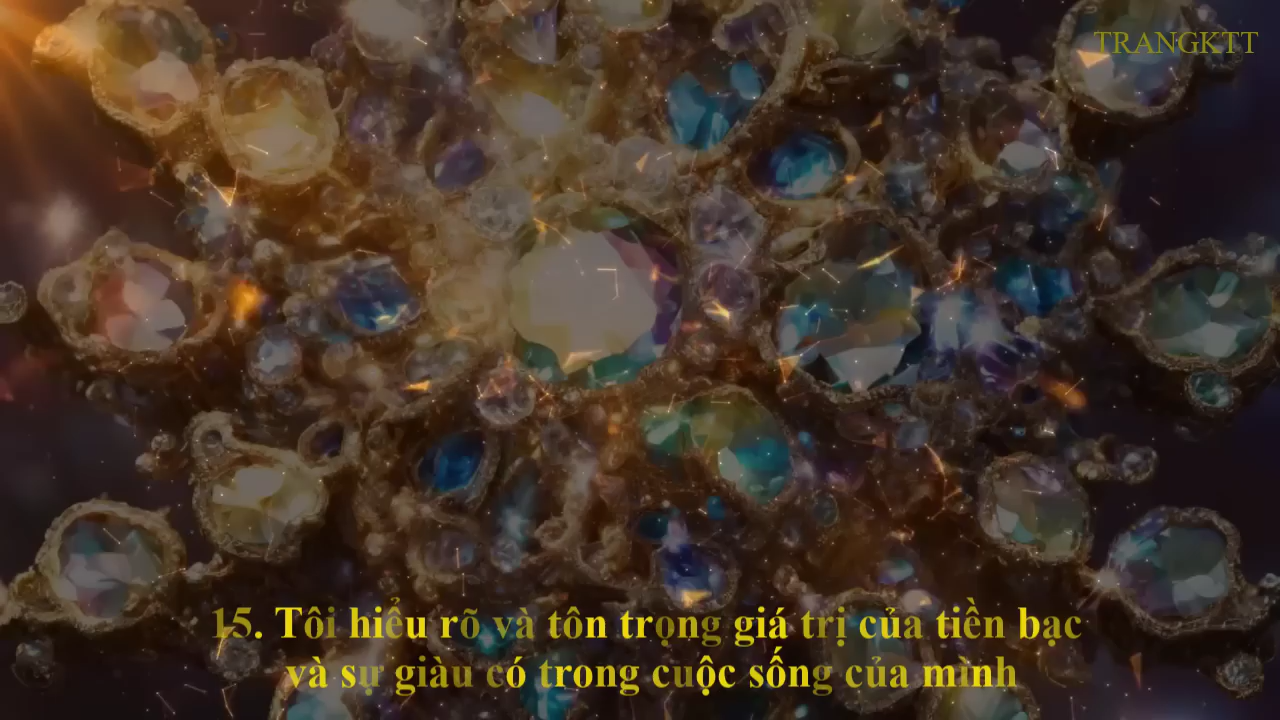 TRANGKTT
15. Tôi hiểu rõ và tôn trọng giá trị của tiền bạc
và sự giàu có trong cuộc sống của mình